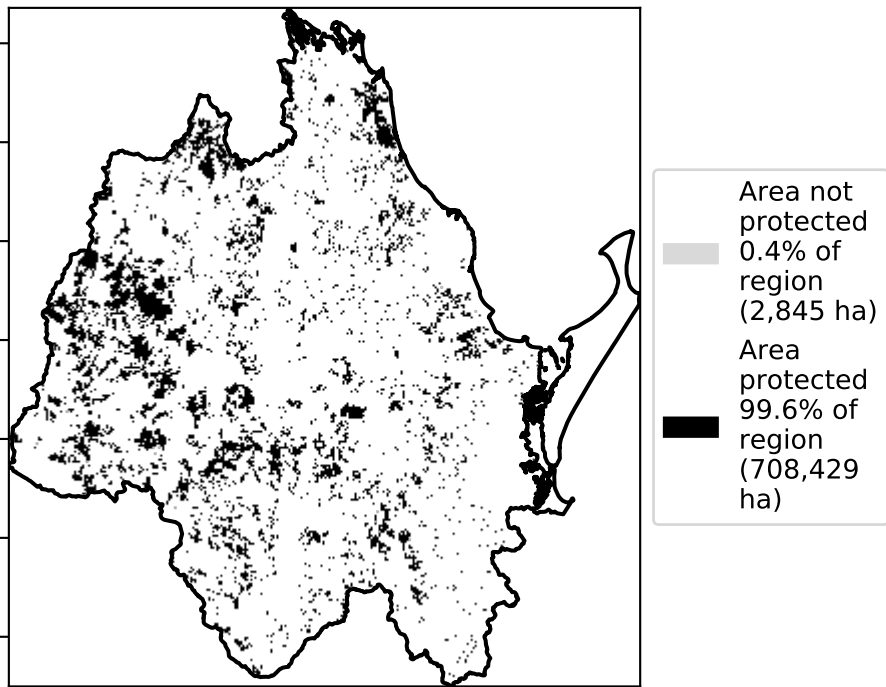 Area not
protected
0.4% of
region
(2,845 ha)
Area
protected
99.6% of
region
(708,429
ha)